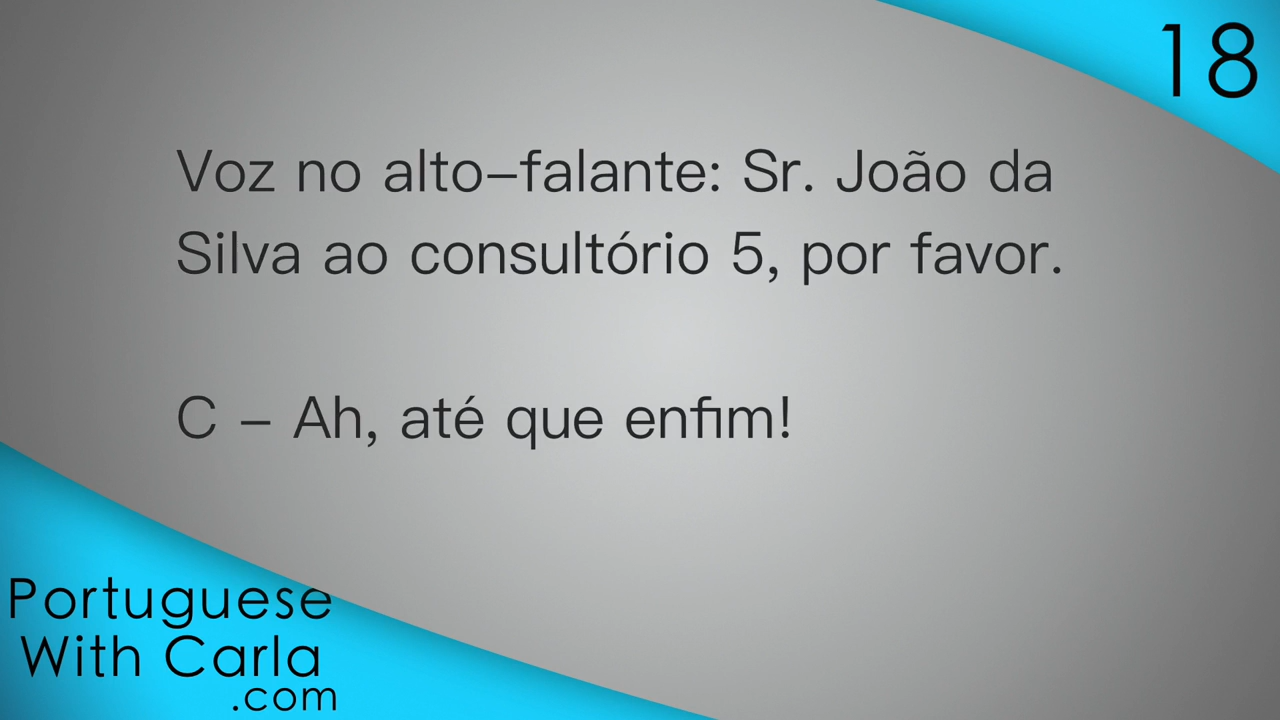 18
Voz no alto–falante: Sr. João da
Silva ao consultório 5, por favor.
C – Ah, até que enfim!
Portuguese
With Carla
.com